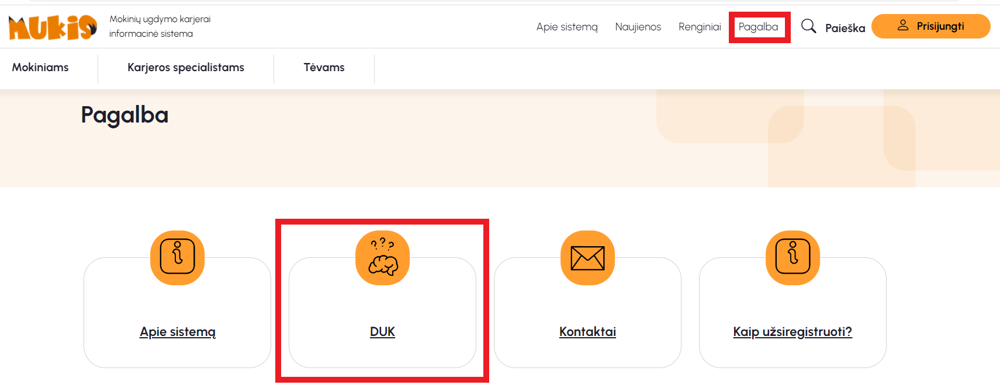 MUKIS
Mokinių ugdymo karjerai
informacinė sistema
Apie sistemą
Naujienos
Renginiai
Pagalba
Paieška
Prisijungti
Mokiniams
Karjeros specialistams
Tėvams
Pagalba
Apie sistemą
DUK
Kontaktai
Kaip užsiregistruoti?